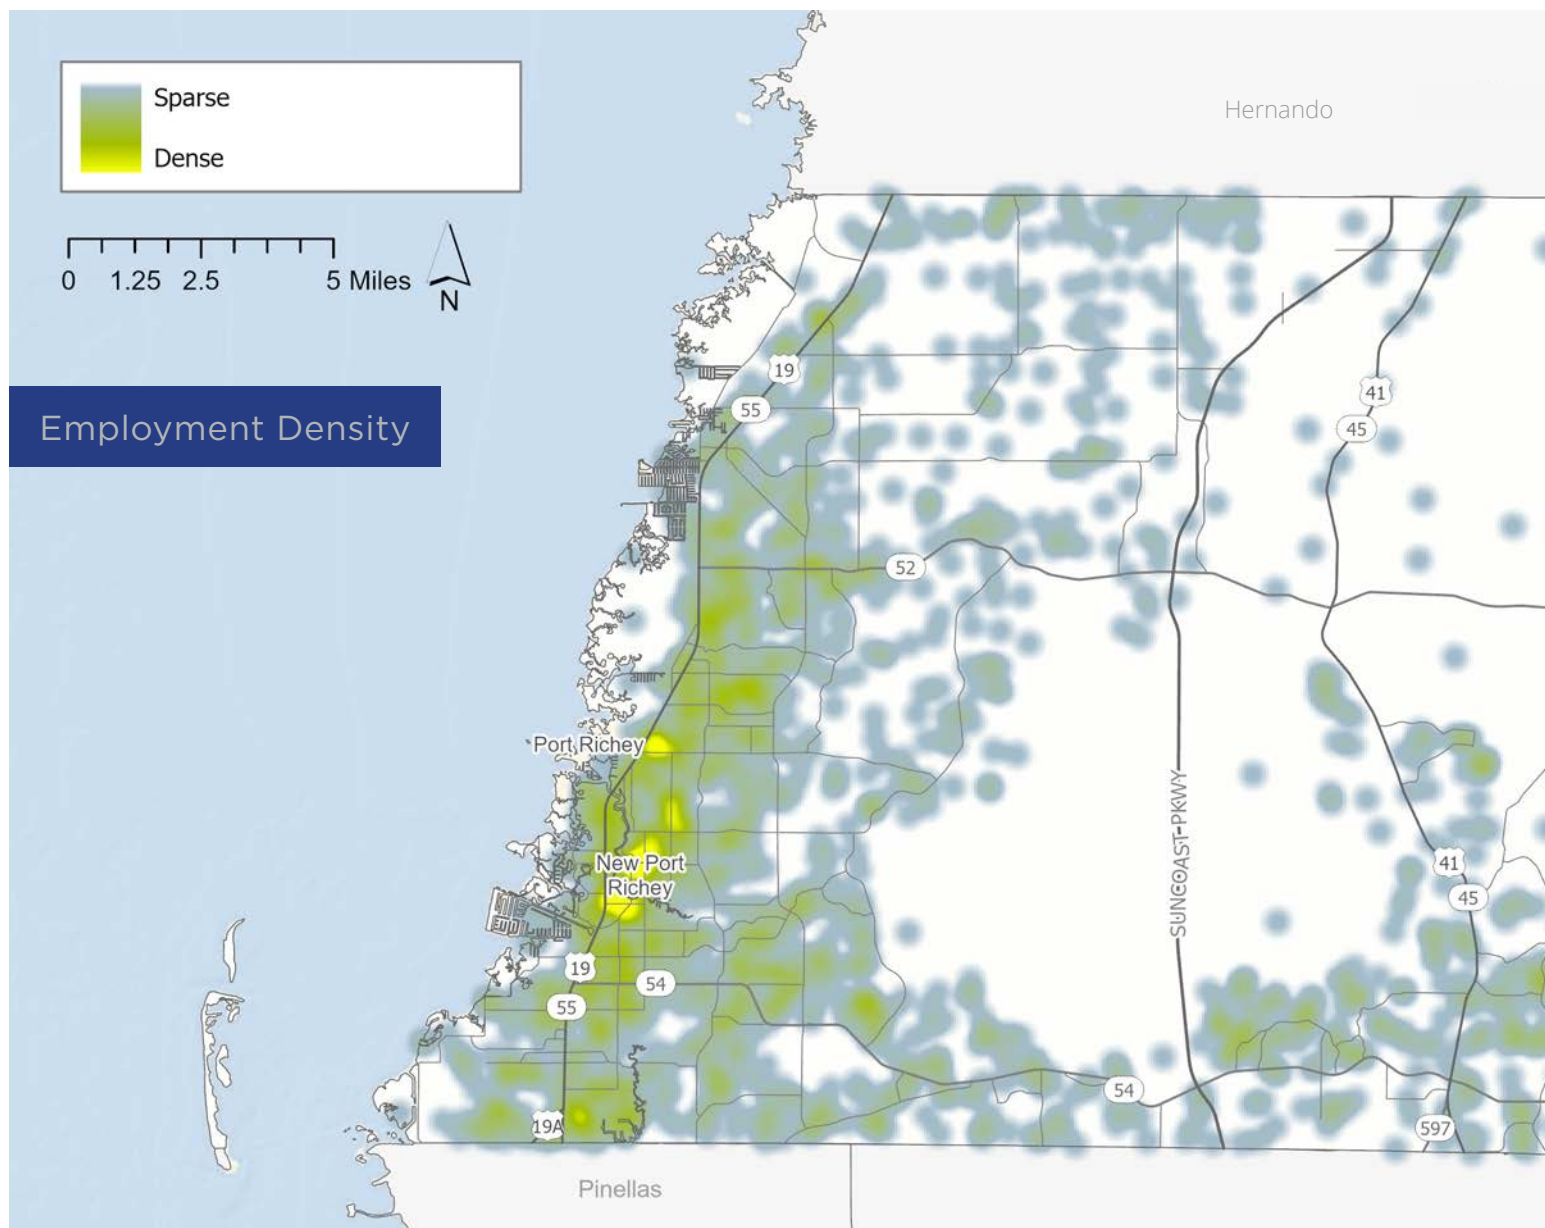 Sparse
Dense
Hernando
0 1.25 2.5 5 Miles
N
19
55
41
45
Employment Density
52
Port Richey
SUNCOAST PKWY
New Port
Richey
41
45
19
54
55
54
19A
597
Pinellas